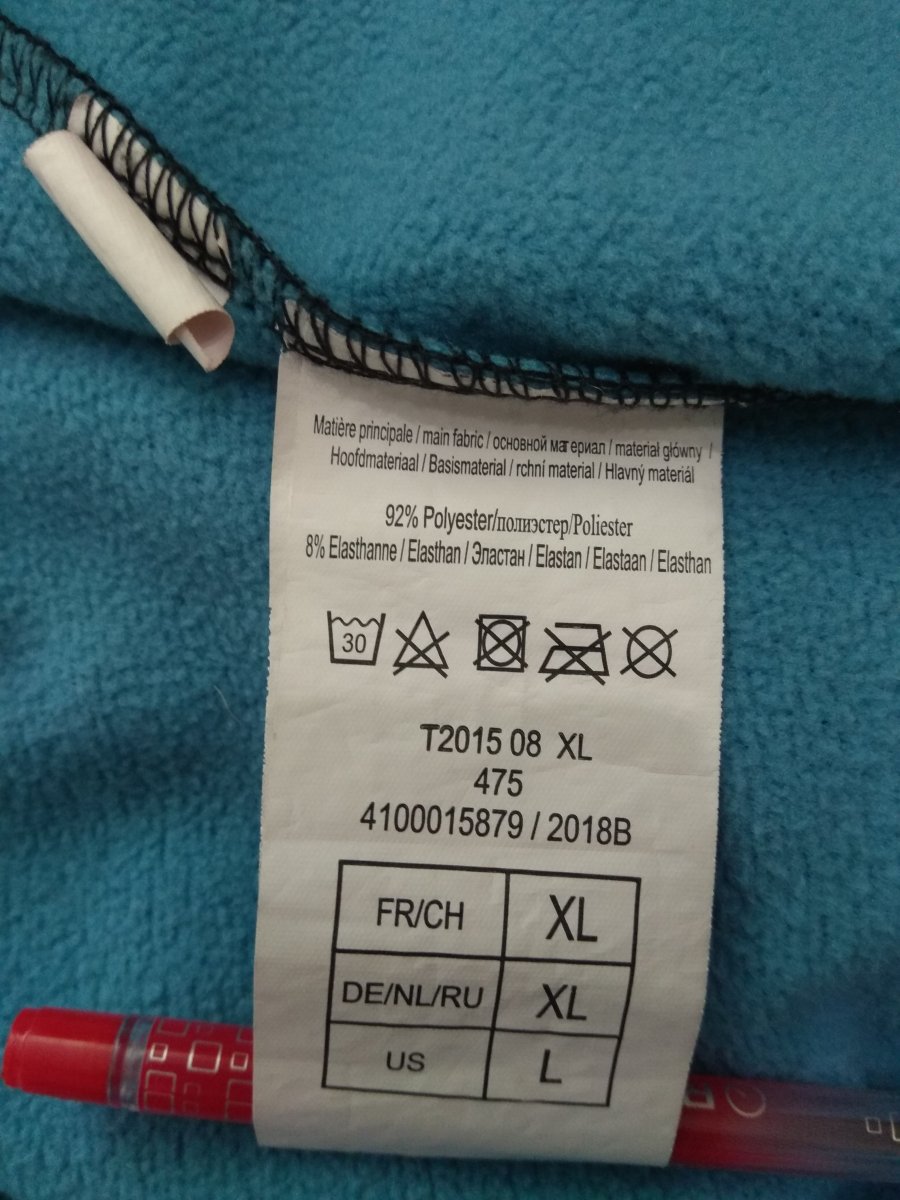 Matière principale / main fabric / основной материал / materiał główny /
Hoofdmateriaal / Basismaterial / rchní material / Hlavný materiál
92% Polyester/полиэстер/Poliester
8% Elasthanne / Elasthan / Эластан / Elastan / Elastaan / Elasthan
30
T2015 08 XL
475
4100015879 / 2018B
FR/CH XL
DE/NL/RU XL
US L